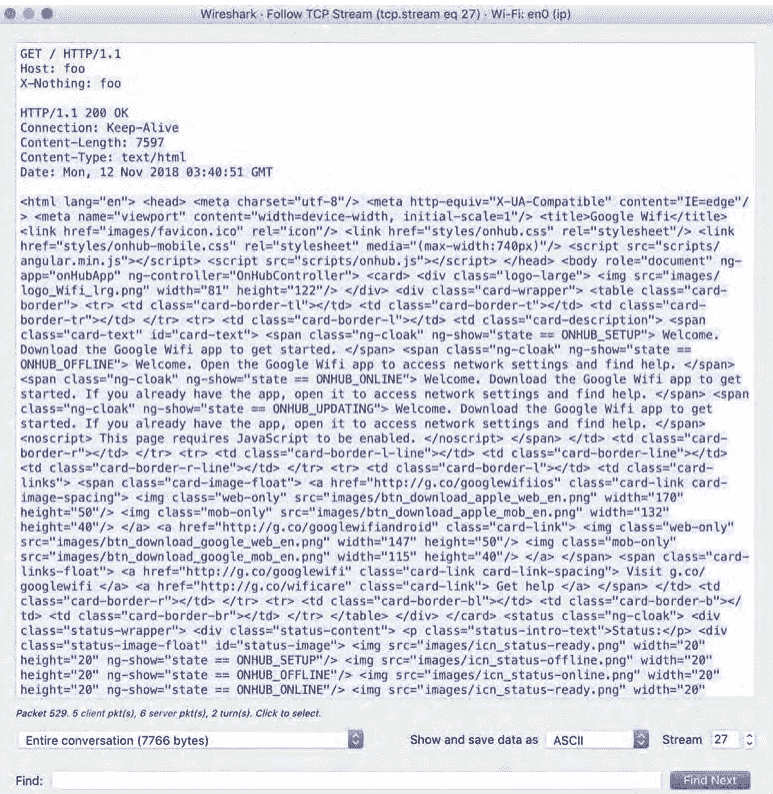 Wireshark · Follow TCP Stream (tcp.stream eq 27) · Wi-Fi: en0 (ip)
GET / HTTP/1.1
Host: foo
X-Nothing: foo
HTTP/1.1 200 OK
Connection: Keep-Alive
Content-Length: 7597
Content-Type: text/html
Date: Mon, 12 Nov 2018 03:40:51 GMT
<html lang="en"> <head> <meta charset="utf-8"/> <meta http-equiv="X-UA-Compatible" content="IE=edge"/
> <meta name="viewport" content="width=device-width, initial-scale=1"/> <title>Google Wifi</title>
<link href="images/favicon.ico" rel="icon"/> <link href="styles/onhub.css" rel="stylesheet"/> <link
href="styles/onhub-mobile.css" rel="stylesheet" media="(max-width:740px)"/> <script src="scripts/
angular.min.js"></script> <script src="scripts/onhub.js"></script> </head> <body role="document" ng-
app="onHubApp" ng-controller="OnHubController"> <card> <div class="logo-large"> <img src="images/
logo_Wifi_lrg.png" width="81" height="122"/> </div> <div class="card-wrapper"> <table class="card-
border"> <tr> <td class="card-border-tl"></td> <td class="card-border-t"></td> <td class="card-
border-tr"></td> </tr> <tr> <td class="card-border-l"></td> <td class="card-description"> <span
class="card-text" id="card-text"> <span class="ng-cloak" ng-show="state == ONHUB_SETUP"> Welcome.
Download the Google Wifi app to get started. </span> <span class="ng-cloak" ng-show="state ==
ONHUB_OFFLINE"> Welcome. Open the Google Wifi app to access network settings and find help. </span>
<span class="ng-cloak" ng-show="state == ONHUB_ONLINE"> Welcome. Download the Google Wifi app to get
started. If you already have the app, open it to access network settings and find help. </span> <span
class="ng-cloak" ng-show="state == ONHUB_UPDATING"> Welcome. Download the Google Wifi app to get
started. If you already have the app, open it to access network settings and find help. </span>
<noscript> This page requires JavaScript to be enabled. </noscript> </span> </td> <td class="card-
border-r"></td> </tr> <tr> <td class="card-border-l-line"></td> <td class="card-border-line"></td>
<td class="card-border-r-line"></td> </tr> <tr> <td class="card-border-l"></td> <td class="card-
links"> <span class="card-image-float"> <a href="http://g.co/googlewifiios" class="card-link card-
image-spacing"> <img class="web-only" src="images/btn_download_apple_web_en.png" width="170"
height="50"/> <img class="mob-only" src="images/btn_download_apple_mob_en.png" width="132"
height="40"/> </a> <a href="http://g.co/googlewifiandroid" class="card-link"> <img class="web-only"
src="images/btn_download_google_web_en.png" width="147" height="50"/> <img class="mob-only"
src="images/btn_download_google_mob_en.png" width="115" height="40"/> </a> </span> <span class="card-
links-float"> <a href="http://g.co/googlewifi" class="card-link card-link-spacing"> Visit g.co/
googlewifi </a> <a href="http://g.co/wificare" class="card-link"> Get help </a> </span> </td> <td
class="card-border-r"></td> </tr> <tr> <td class="card-border-bl"></td> <td class="card-border-b"></
td> <td class="card-border-br"></td> </tr> </table> </div> </card> <status class="ng-cloak"> <div
class="status-wrapper"> <div class="status-content"> <p class="status-intro-text">Status:</p> <div
class="status-image-float" id="status-image"> <img src="images/icn_status-ready.png" width="20"
height="20" ng-show="state == ONHUB_SETUP"/> <img src="images/icn_status-offline.png" width="20"
height="20" ng-show="state == ONHUB_OFFLINE"/> <img src="images/icn_status-online.png" width="20"
height="20" ng-show="state == ONHUB_ONLINE"/> <img src="images/icn_status-ready.png" width="20"
Packet 529. 5 client pkt(s), 6 server pkt(s), 2 turn(s). Click to select.
Entire conversation (7766 bytes) Show and save data as ASCII Stream 27
Find: Find Next